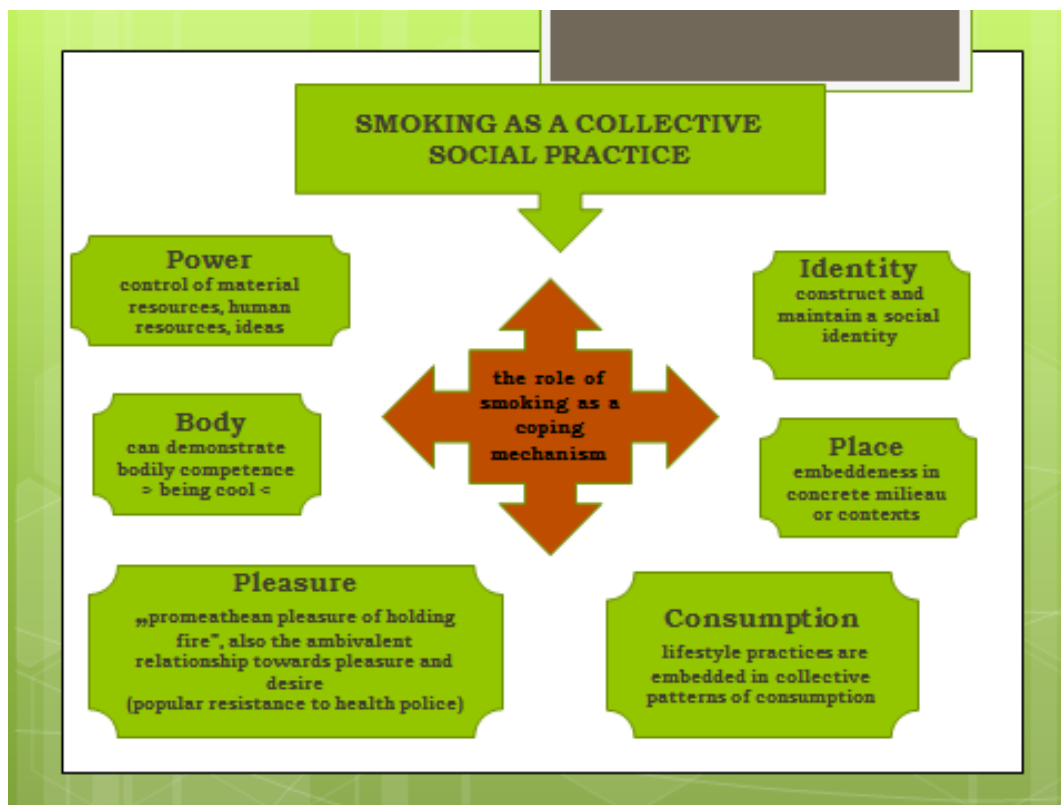 SMOKING AS A COLLECTIVE
SOCIAL PRACTICE
Power
control of material
resources, human
resources, ideas
Identity
construct and
maintain a social
identity
the role of
smoking as a
coping
mechanism
Body
can demonstrate
bodily competence
> being cool <
Place
embeddeness in
concrete milieau
or contexts
Pleasure
„promeathean pleasure of holding
fire”, also the ambivalent
relationship towards pleasure and
desire
(popular resistance to health police)
Consumption
lifestyle practices are
embedded in collective
patterns of consumption